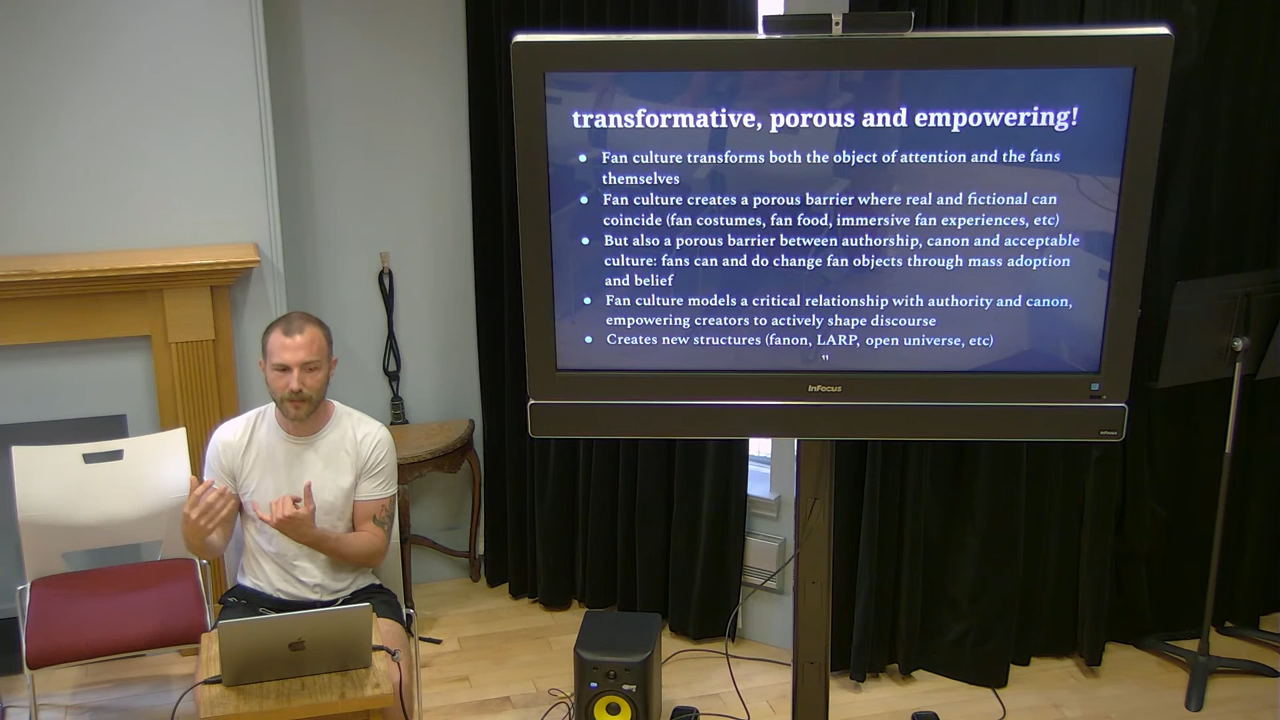 transformative, porous and empowering!
● Fan culture transforms both the object of attention and the fans
themselves
● Fan culture creates a porous barrier where real and fictional can
coincide (fan costumes, fan food, immersive fan experiences, etc)
● But also a porous barrier between authorship, canon and acceptable
culture: fans can and do change fan objects through mass adoption
and belief
● Fan culture models a critical relationship with authority and canon,
empowering creators to actively shape discourse
● Creates new structures (fanon, LARP, open universe, etc)
11
InFocus
InFocus